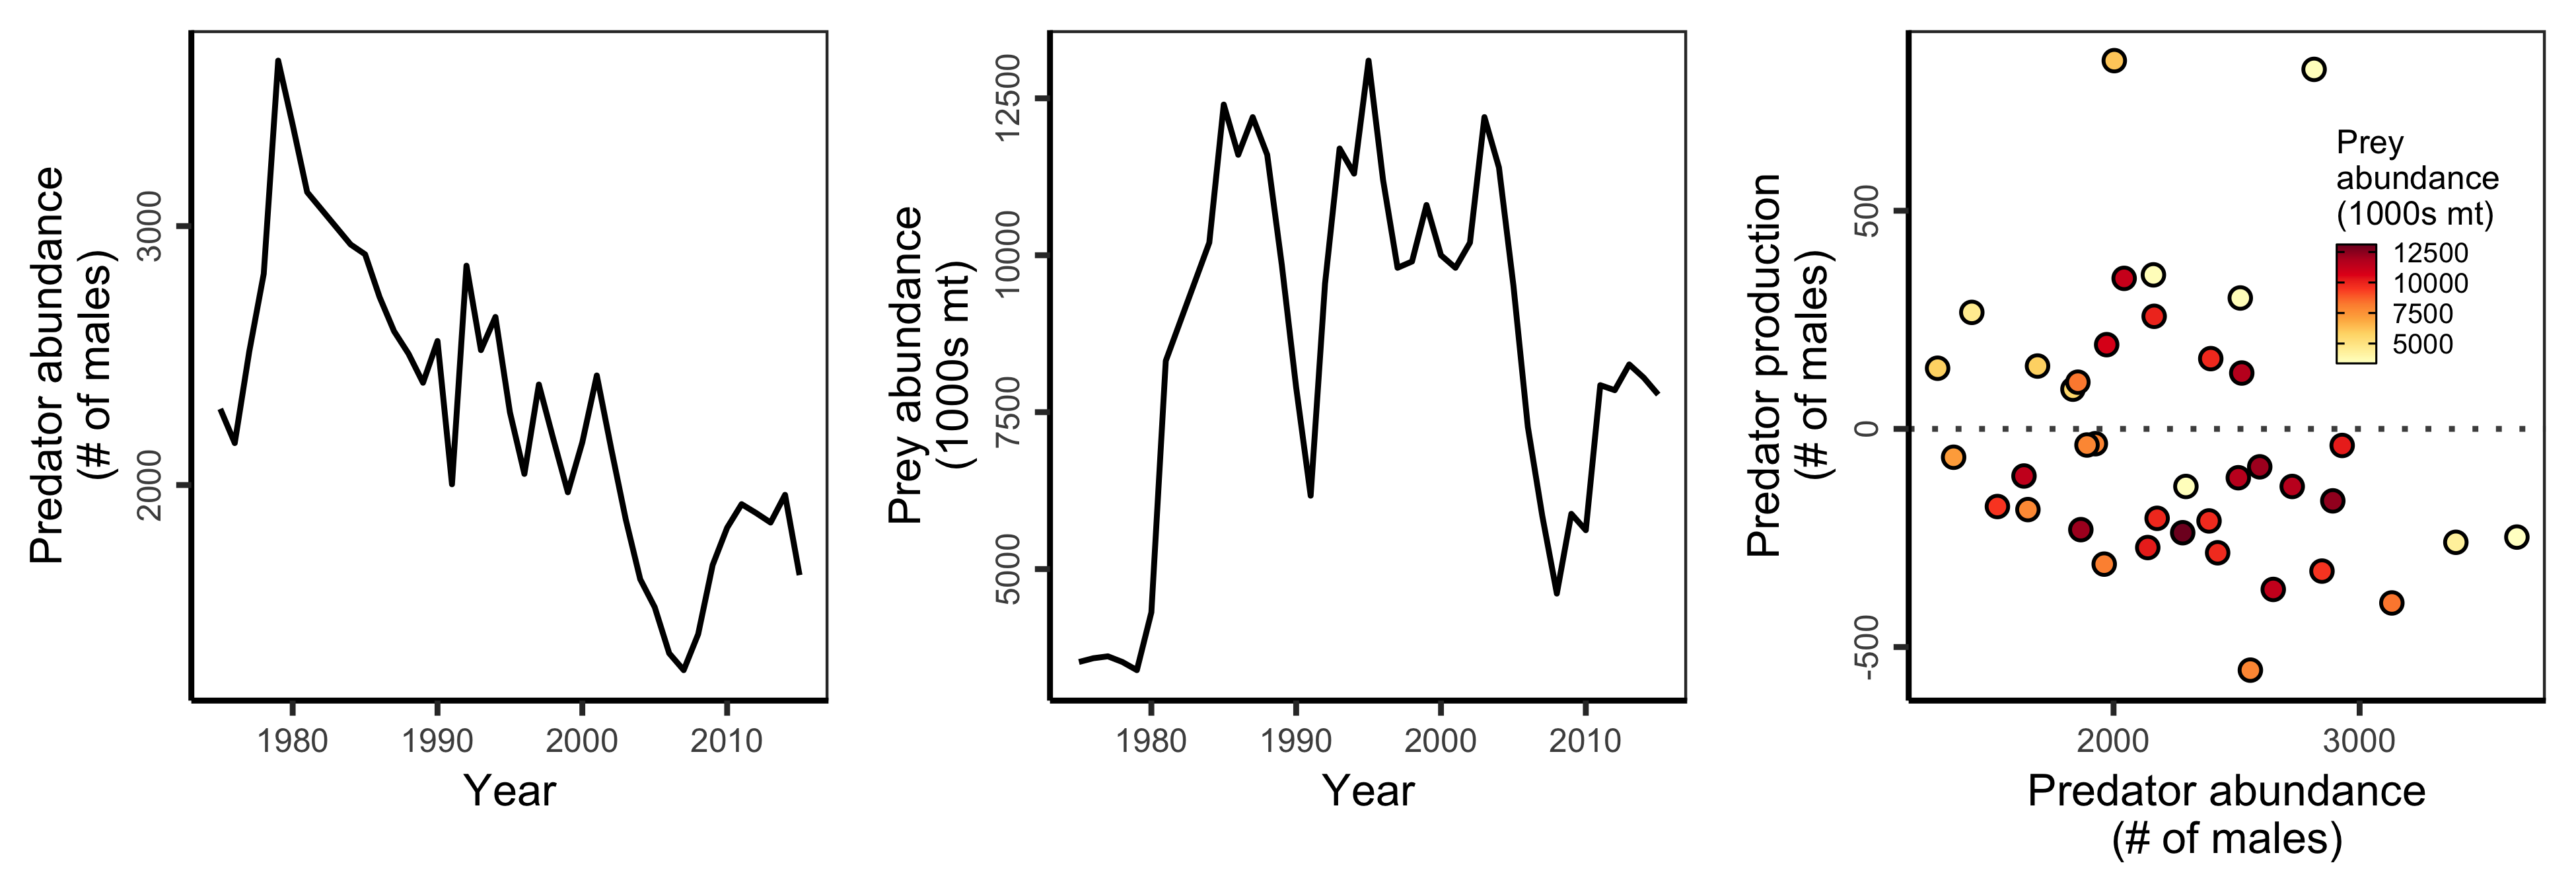 Predator abundance
(# of males)
3000
2000
1980 1990 2000 2010
Year
Prey abundance
(1000s mt)
12500
10000
7500
5000
1980 1990 2000 2010
Year
Predator production
(# of males)
500
0
-500
Prey
abundance
(1000s mt)
12500
10000
7500
5000
2000 3000
Predator abundance
(# of males)